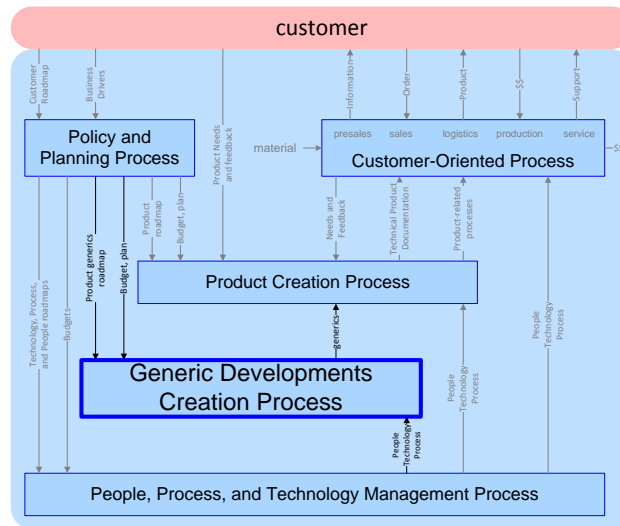 customer
Customer
Roadmap
Business
Drivers
Product Needs
and feedback
Information
Order
Product
$$
Support
Policy and
Planning Process
material
presales
sales
logistics
production
service
Customer-Oriented Process
$$
Technology, Process,
and People roadmaps
Budgets
Product generics
roadmap
Budget, plan
Product
roadmap
Budget, plan
Needs and
Feedback
Technical Product
Documentation
Product-related
processes
People
Technology
Process
Product Creation Process
generics
People
Technology
Process
Generic Developments
Creation Process
People
Technology
Process
People, Process, and Technology Management Process